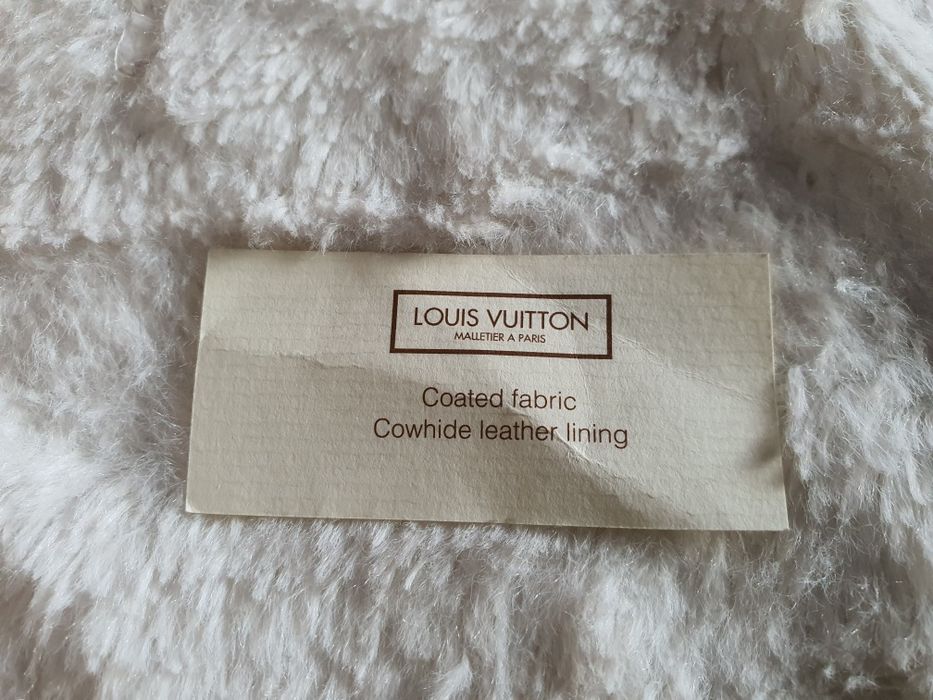 LOUIS VUITTON
MALLETIER A PARIS
Coated fabric
Cowhide leather lining